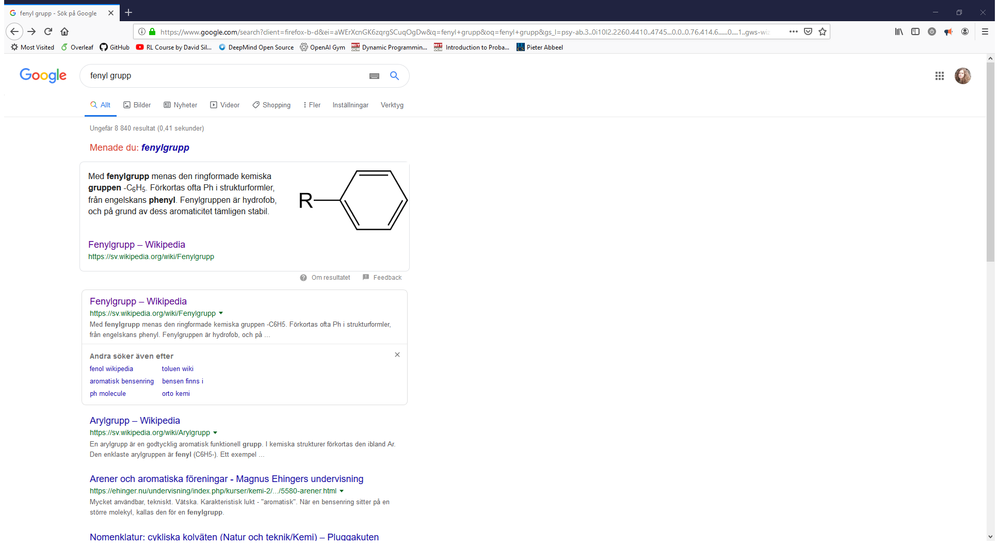 fenyl grupp - Sök på Google
https://www.google.com/search?client=firefox-b-d&ei=aWErXcnGK6zqrgSCuqOgDw&q=fenyl+grupp&oq=fenyl+grupp&gs_l=psy-ab.3..0i10l2.2260.4410..4745...0.0..0.76.414.6......0....1..gws-wiz
Most Visited Overleaf GitHub RL Course by David Sil... DeepMind Open Source OpenAI Gym Dynamic Programmin... Introduction to Proba... Pieter Abbeel
Google fenyl grupp
Allt Bilder Nyheter Videor Shopping Fler Inställningar Verktyg
Ungefär 8 840 resultat (0,41 sekunder)
Menade du: fenylgrupp
Med fenylgrupp menas den ringformade kemiska
gruppen -C6H5. Förkortas ofta Ph i strukturformler,
från engelskans phenyl. Fenylgruppen är hydrofob,
och på grund av dess aromaticitet tämligen stabil.
R
Fenylgrupp – Wikipedia
https://sv.wikipedia.org/wiki/Fenylgrupp
Om resultatet Feedback
Fenylgrupp – Wikipedia
https://sv.wikipedia.org/wiki/Fenylgrupp
Med fenylgrupp menas den ringformade kemiska gruppen -C6H5. Förkortas ofta Ph i strukturformler,
från engelskans phenyl. Fenylgruppen är hydrofob, och på ...
Andra söker även efter
fenol wikipedia toluen wiki
aromatisk bensenring bensen finns i
ph molecule orto kemi
Arylgrupp – Wikipedia
https://sv.wikipedia.org/wiki/Arylgrupp
En arylgrupp är en godtycklig aromatisk funktionell grupp. I kemiska strukturer förkortas den ibland Ar.
Den enklaste arylgruppen är fenyl (C6H5-). Ett exempel ...
Arener och aromatiska föreningar - Magnus Ehingers undervisning
https://ehinger.nu/undervisning/index.php/kurser/kemi-2/.../5580-arener.html
Mycket användbar, tekniskt. Vätska. Karakteristisk lukt - "aromatisk". När en bensenring sitter på en
större molekyl, kallas den för en fenylgrupp.
Nomenklatur: cykliska kolväten (Natur och teknik/Kemi) – Pluggakuten